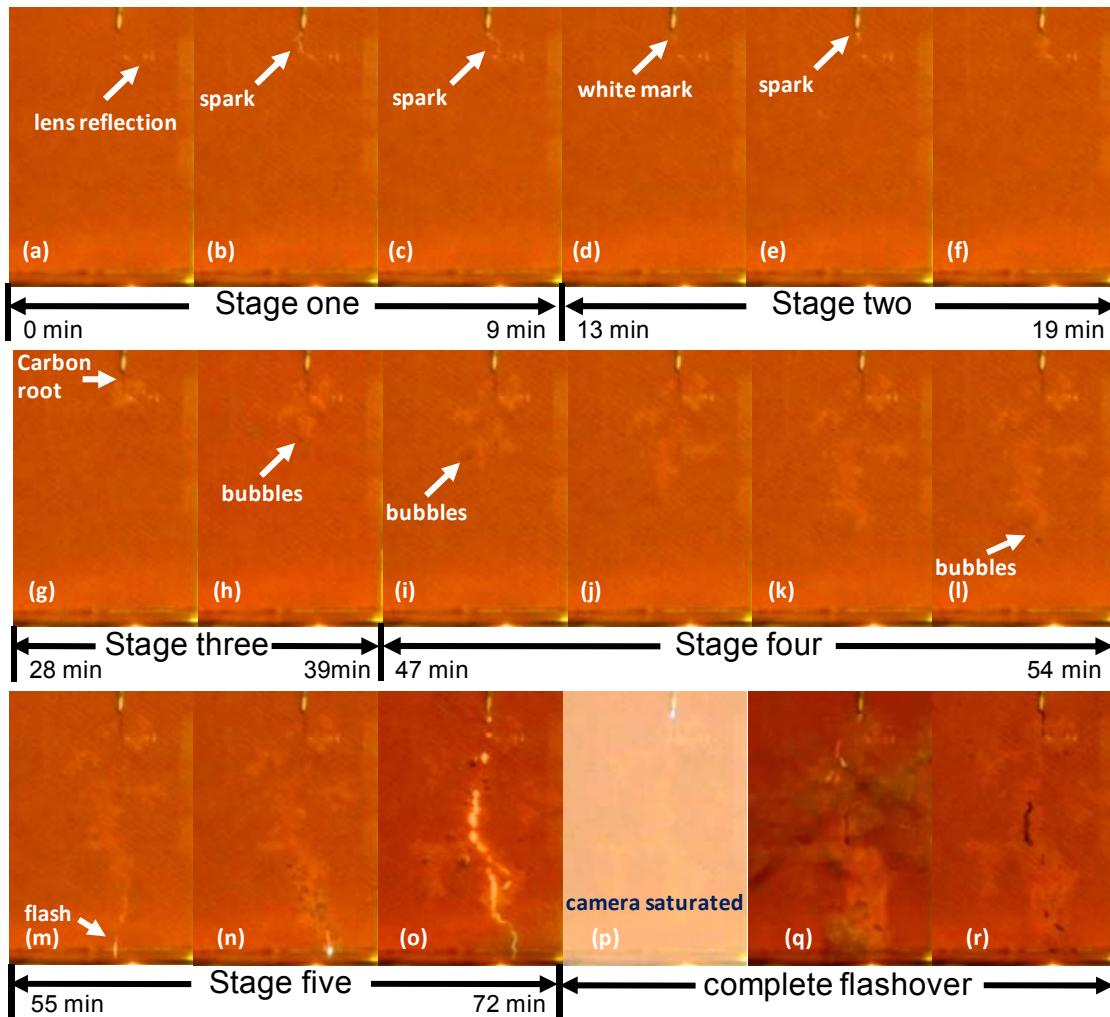 lens reflection
(a)
spark
(b)
spark
(c)
white mark
(d)
spark
(e)
(f)
Stage one
0 min
9 min
Stage two
13 min
19 min
Carbon
root
(g)
bubbles
(h)
bubbles
(i)
(j)
(k)
bubbles
(l)
Stage three
28 min
39min
Stage four
47 min
54 min
flash
(m)
(n)
(o)
camera saturated
(p)
(q)
(r)
Stage five
55 min
72 min
complete flashover